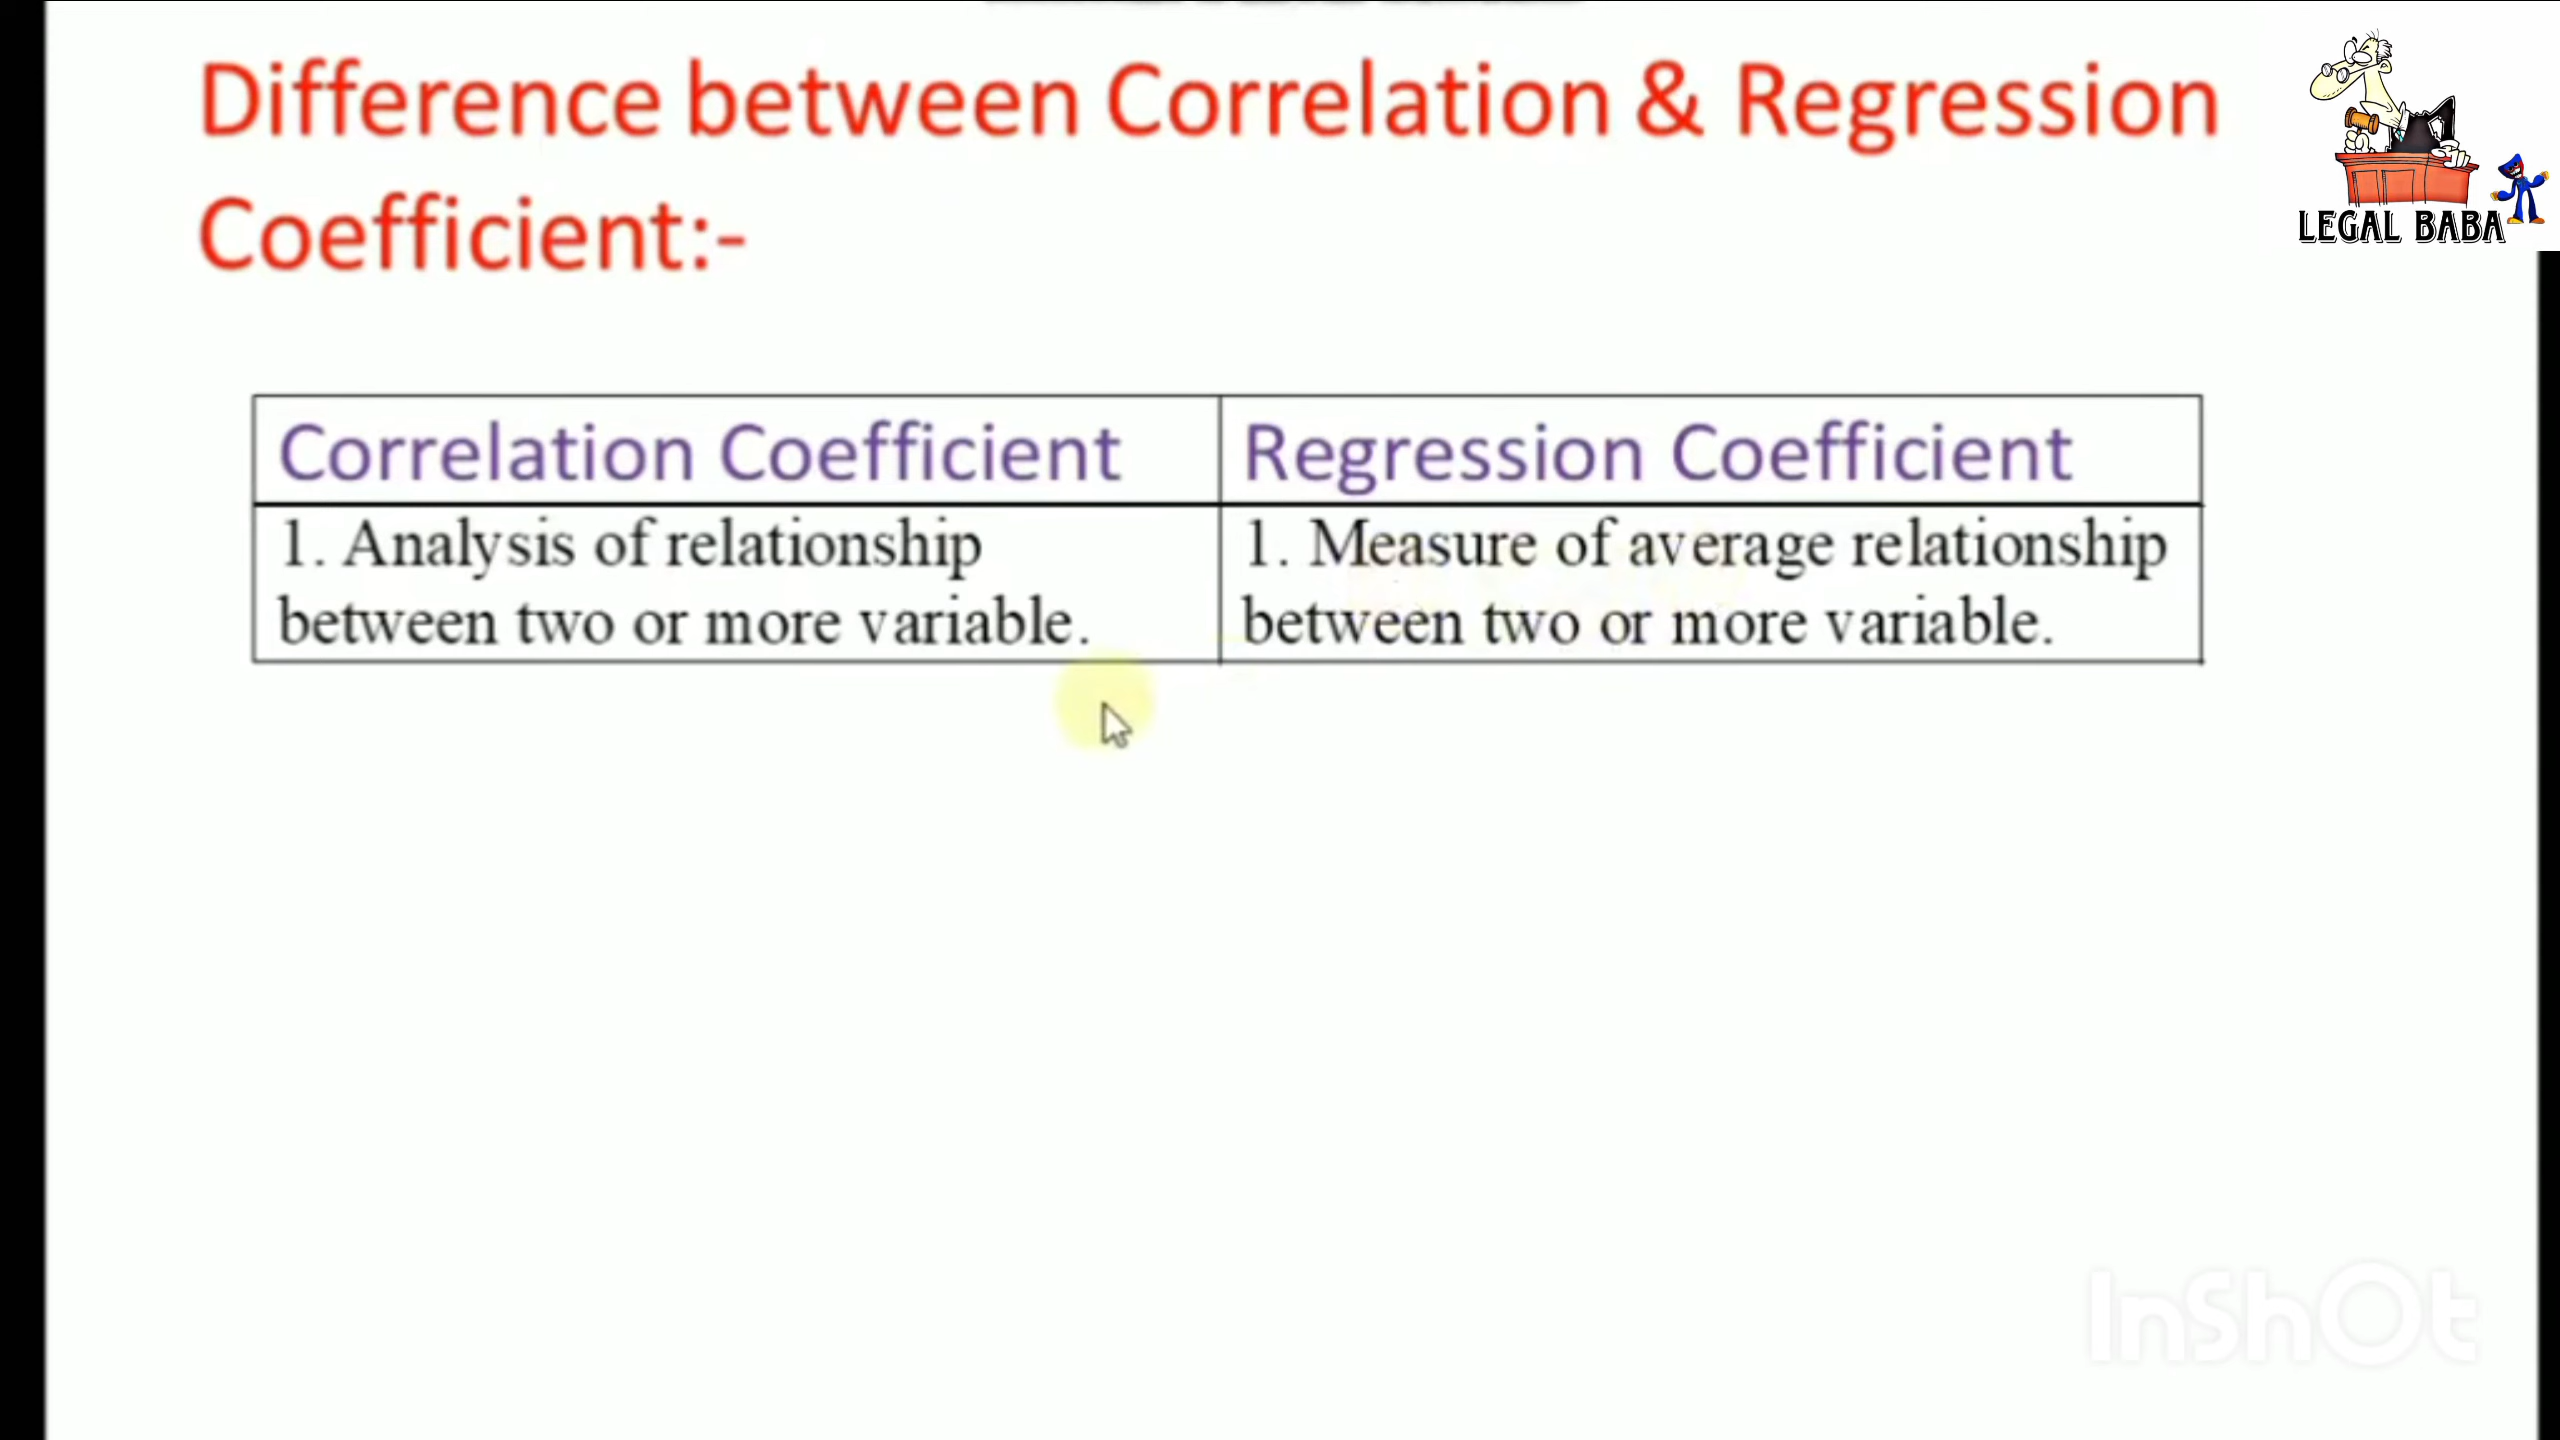 Difference between Correlation & Regression
Coefficient:-
LEGAL BABA
Correlation Coefficient
Regression Coefficient
1. Analysis of relationship
between two or more variable.
1. Measure of average relationship
between two or more variable.
InShOt